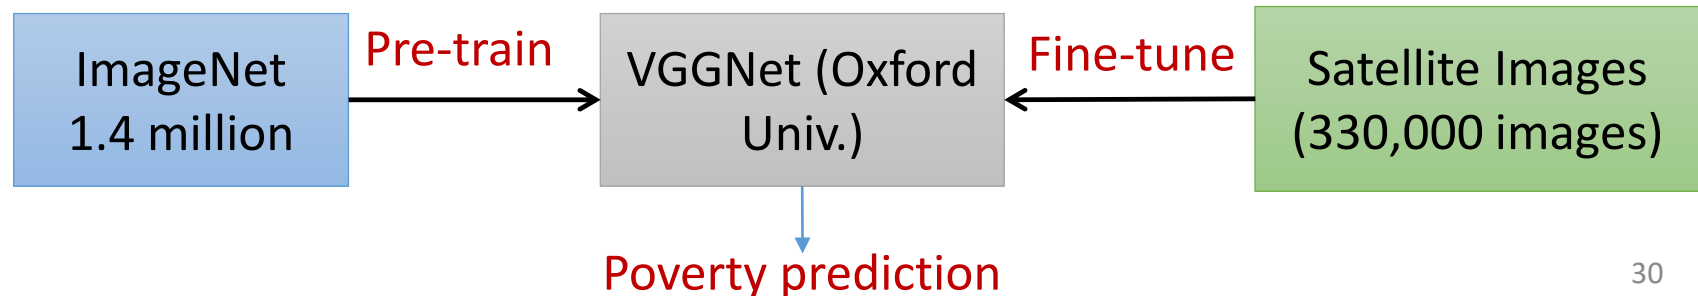 ImageNet
1.4 million
Pre-train
VGGNet (Oxford
Univ.)
Fine-tune
Satellite Images
(330,000 images)
Poverty prediction
30